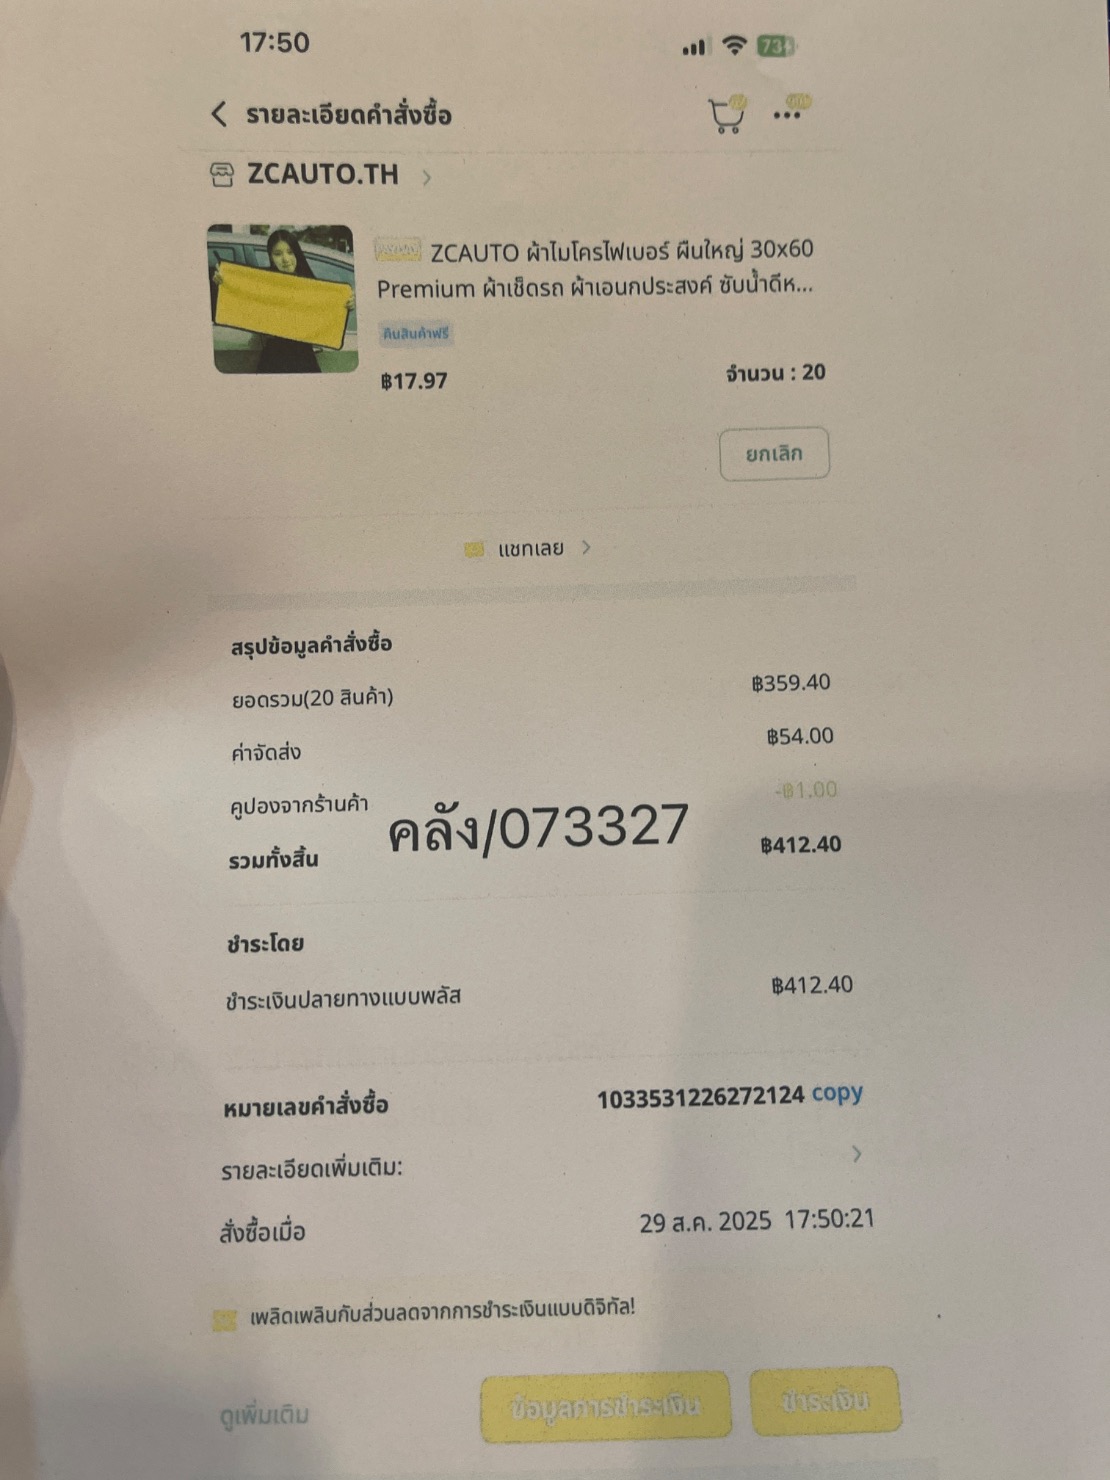 17:50
73
รายละเอียดคำสั่งซื้อ
ZCAUTO.TH
ZCAUTO ผ้าไมโครไฟเบอร์ ผืนใหญ่ 30x60
Premium ผ้าเช็ดรถ ผ้าเอนกประสงค์ ซับน้ำดีห...
คืนสินค้าฟรี
฿17.97
จำนวน : 20
ยกเลิก
แชทเลย
สรุปข้อมูลคำสั่งซื้อ
ยอดรวม(20 สินค้า) ฿359.40
ค่าจัดส่ง ฿54.00
คูปองจากร้านค้า -฿1.00
คลัง/073327
รวมทั้งสิ้น ฿412.40
ชำระโดย
ชำระเงินปลายทางแบบพลัส ฿412.40
หมายเลขคำสั่งซื้อ 1033531226272124 copy
รายละเอียดเพิ่มเติม:
สั่งซื้อเมื่อ 29 ส.ค. 2025 17:50:21
เพลิดเพลินกับส่วนลดจากการชำระเงินแบบดิจิทัล!
ดูเพิ่มเติม ข้อมูลการชำระเงิน ชำระเงิน